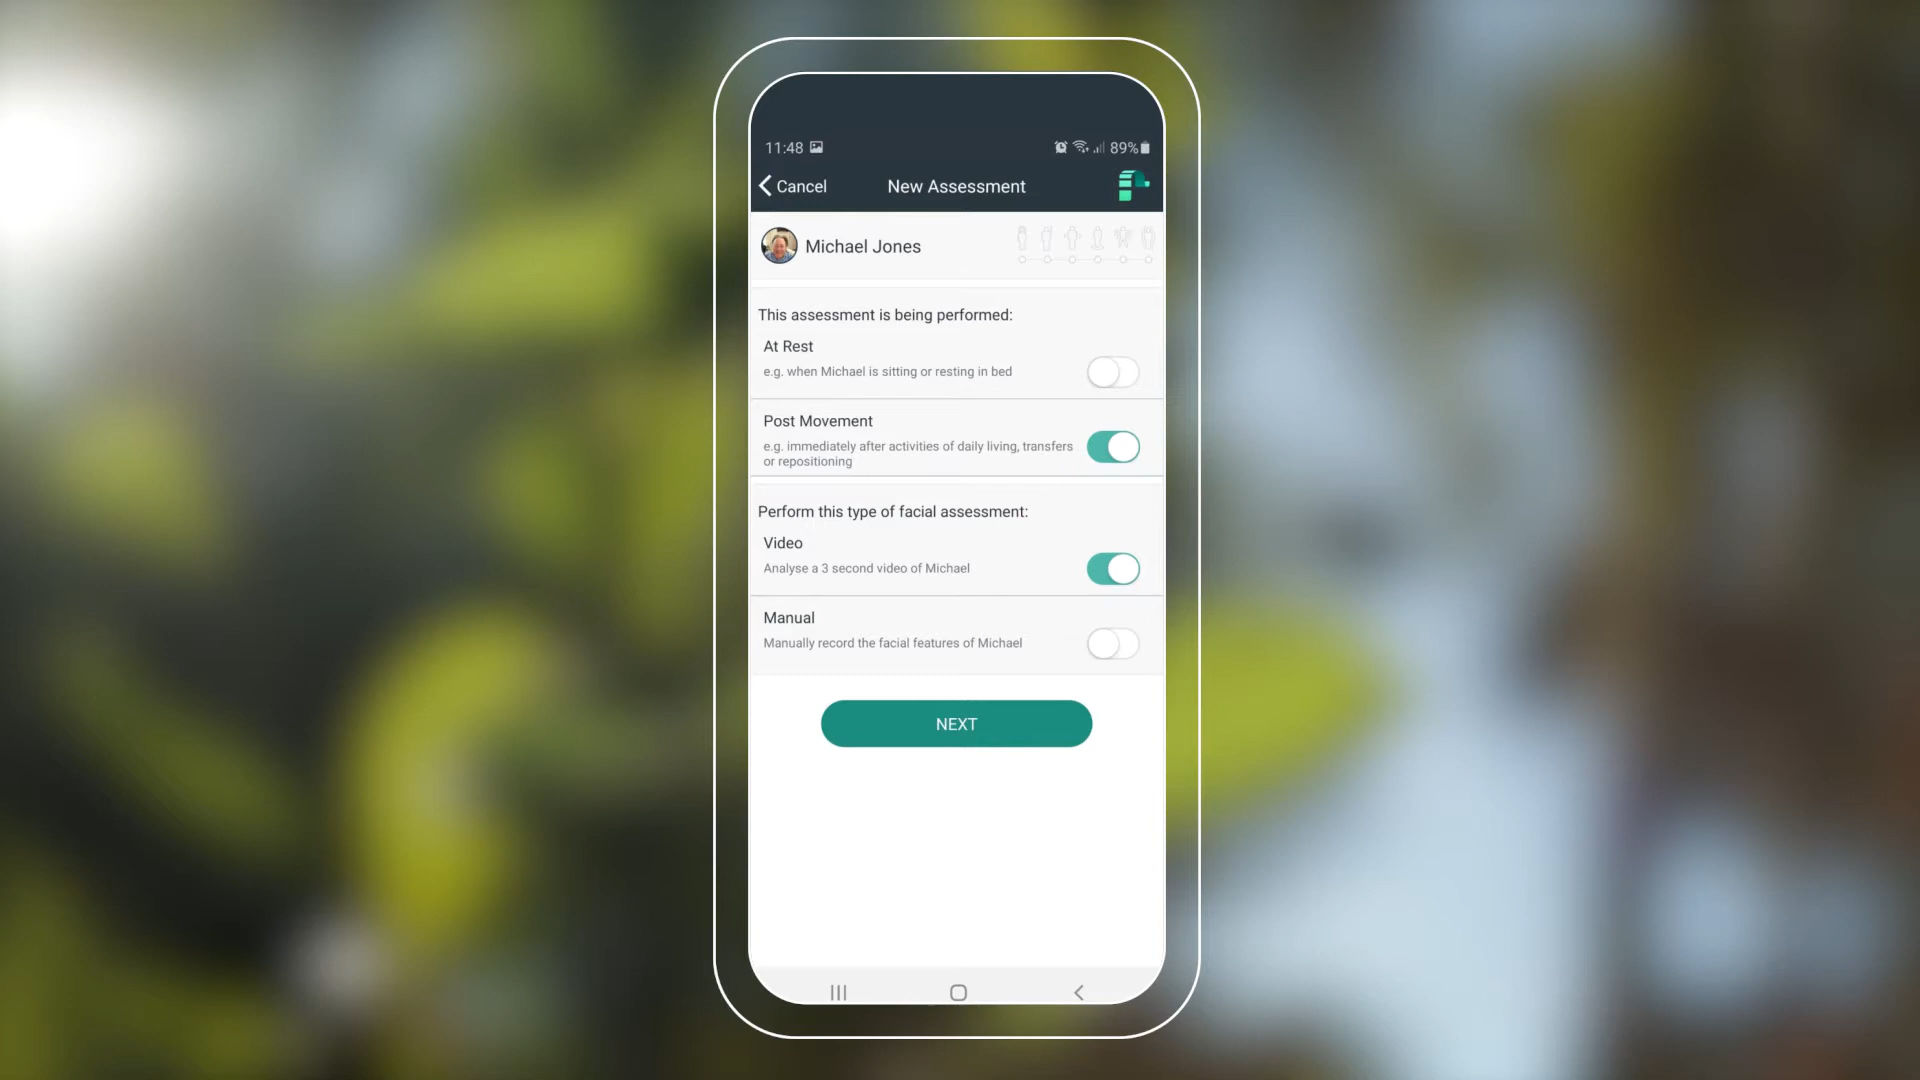 11:48 89%
Cancel New Assessment
Michael Jones
This assessment is being performed:
At Rest
e.g. when Michael is sitting or resting in bed
Post Movement
e.g. immediately after activities of daily living, transfers
or repositioning
Perform this type of facial assessment:
Video
Analyse a 3 second video of Michael
Manual
Manually record the facial features of Michael
NEXT